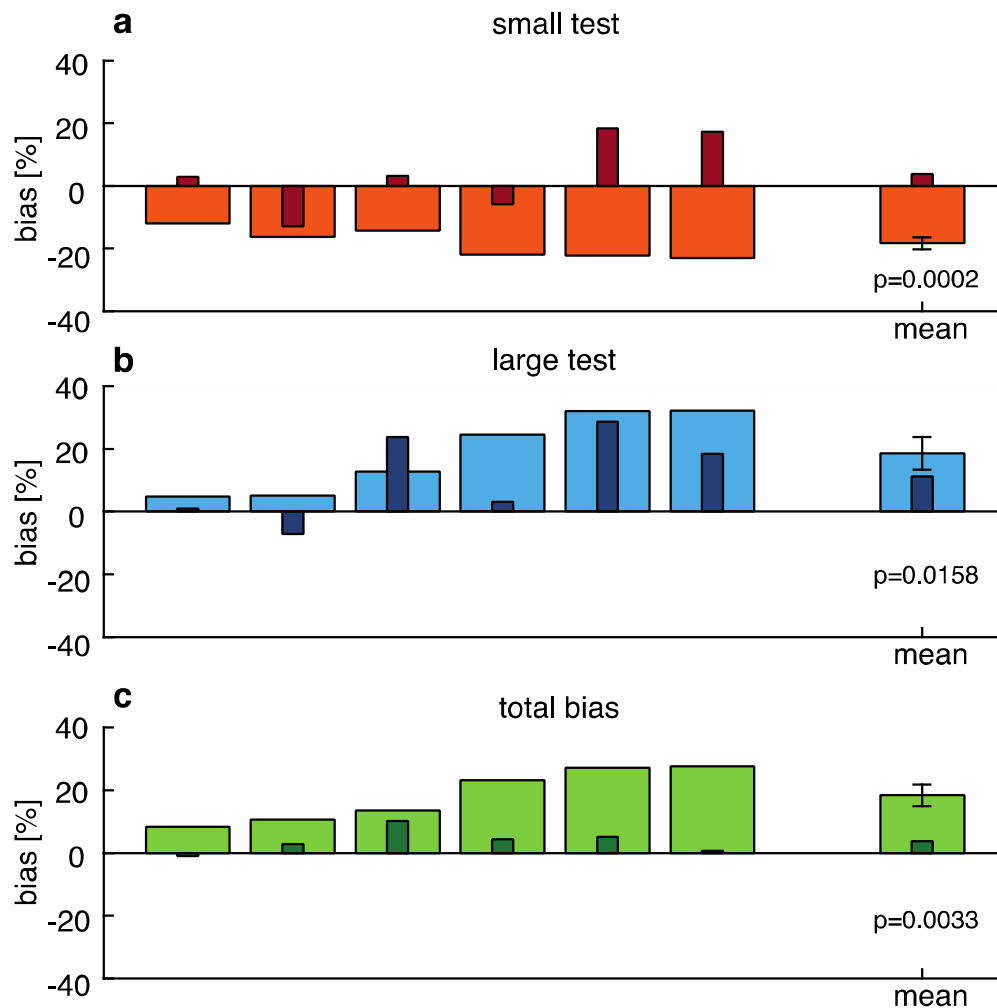 a
small test
bias [%]
40
20
0
-20
-40
p=0.0002
mean
b
large test
bias [%]
40
20
0
-20
-40
p=0.0158
mean
c
total bias
bias [%]
40
20
0
-20
-40
p=0.0033
mean